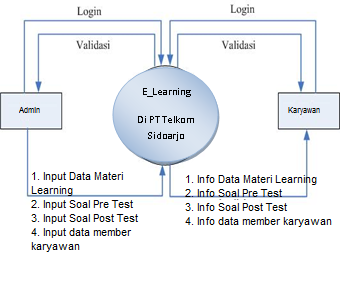 Login
Login
Validasi
Validasi
E_Learning
Di PT Telkom
Sidoarjo
Admin
Karyawan
1. Input Data Materi
Learning
2. Input Soal Pre Test
3. Input Soal Post Test
4. Input data member
karyawan
1. Info Data Materi Learning
2. Info Soal Pre Test
3. Info Soal Post Test
4. Info data member karyawan